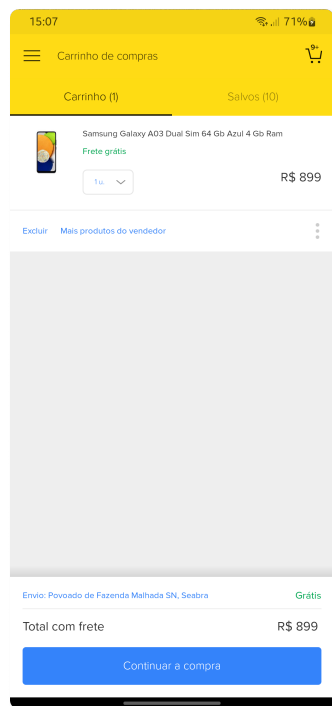 15:07
71%
9+
Carrinho de compras
Carrinho (1)
Salvos (10)
Samsung Galaxy A03 Dual Sim 64 Gb Azul 4 Gb Ram
Frete grátis
1 u.
R$ 899
Excluir
Mais produtos do vendedor
Envio: Povoado de Fazenda Malhada SN, Seabra
Grátis
Total com frete
R$ 899
Continuar a compra